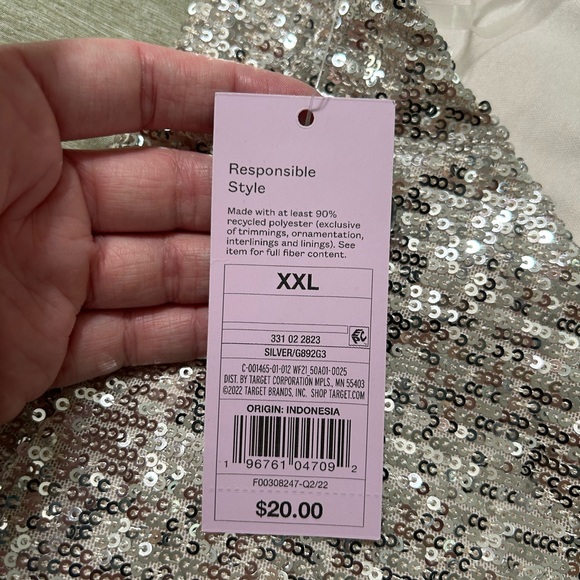 Responsible
Style
Made with at least 90%
recycled polyester (exclusive
of trimmings, ornamentation,
interlinings and linings). See
item for full fiber content.
XXL
331 02 2823
SILVER/G892G3
C-001465-01-012 WF21 50A01-0025
DIST. BY TARGET CORPORATION MPLS., MN 55403
©2022 TARGET BRANDS, INC. SHOP TARGET.COM
ORIGIN: INDONESIA
1 96761 04709 2
F00308247-Q2/22
$20.00